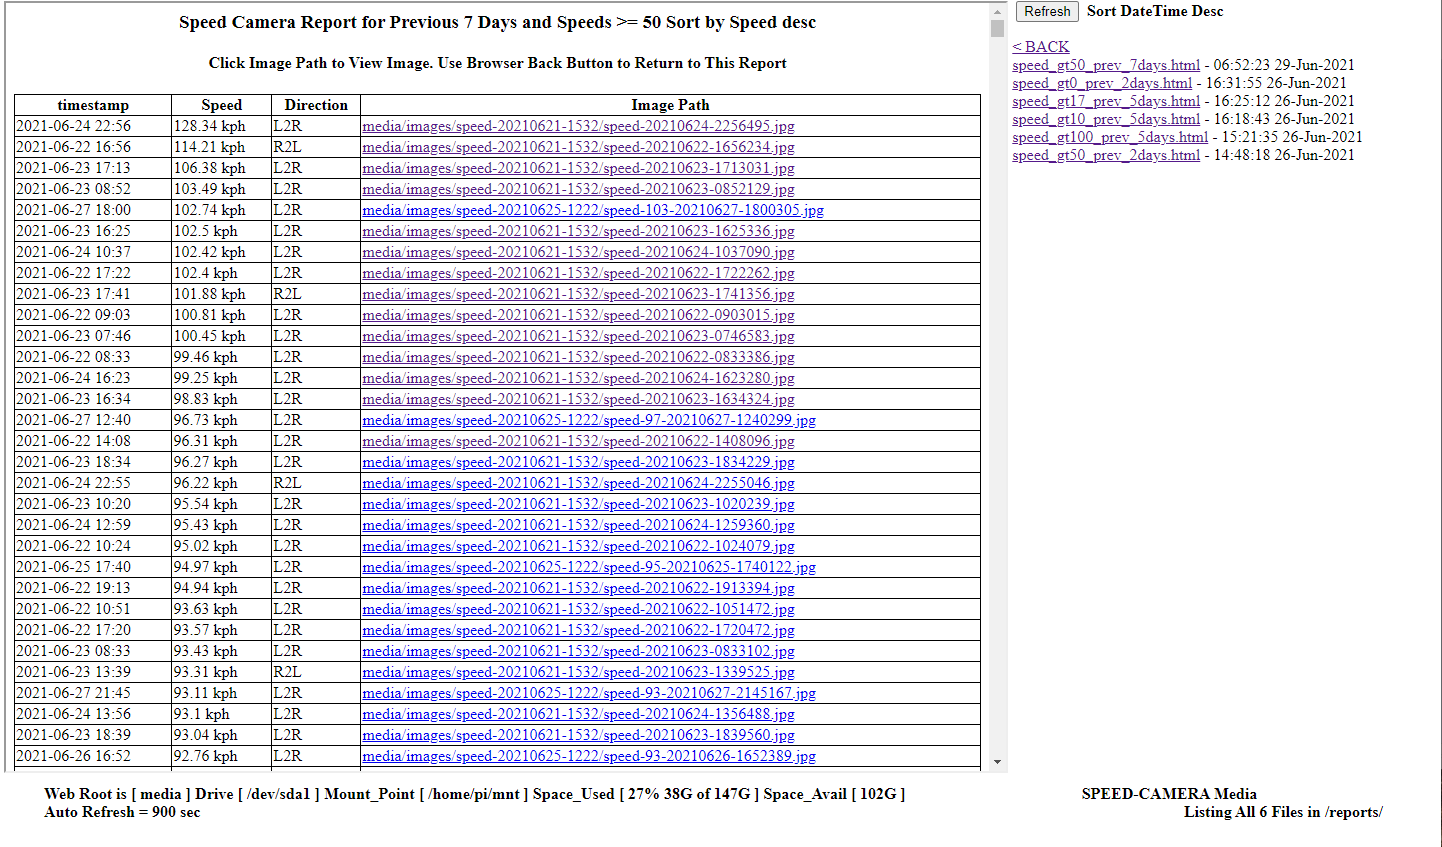 Speed Camera Report for Previous 7 Days and Speeds >= 50 Sort by Speed desc
Click Image Path to View Image. Use Browser Back Button to Return to This Report
timestamp Speed Direction Image Path
2021-06-24 22:56 128.34 kph L2R media/images/speed-20210621-1532/speed-20210624-2256495.jpg
2021-06-22 16:56 114.21 kph R2L media/images/speed-20210621-1532/speed-20210622-1656234.jpg
2021-06-23 17:13 106.38 kph L2R media/images/speed-20210621-1532/speed-20210623-1713031.jpg
2021-06-23 08:52 103.49 kph L2R media/images/speed-20210621-1532/speed-20210623-0852129.jpg
2021-06-27 18:00 102.74 kph L2R media/images/speed-20210625-1222/speed-103-20210627-1800305.jpg
2021-06-23 16:25 102.5 kph L2R media/images/speed-20210621-1532/speed-20210623-1625336.jpg
2021-06-24 10:37 102.42 kph L2R media/images/speed-20210621-1532/speed-20210624-1037090.jpg
2021-06-22 17:22 102.4 kph L2R media/images/speed-20210621-1532/speed-20210622-1722262.jpg
2021-06-23 17:41 101.88 kph R2L media/images/speed-20210621-1532/speed-20210623-1741356.jpg
2021-06-22 09:03 100.81 kph L2R media/images/speed-20210621-1532/speed-20210622-0903015.jpg
2021-06-23 07:46 100.45 kph L2R media/images/speed-20210621-1532/speed-20210623-0746583.jpg
2021-06-22 08:33 99.46 kph L2R media/images/speed-20210621-1532/speed-20210622-0833386.jpg
2021-06-24 16:23 99.25 kph L2R media/images/speed-20210621-1532/speed-20210624-1623280.jpg
2021-06-23 16:34 98.83 kph L2R media/images/speed-20210621-1532/speed-20210623-1634324.jpg
2021-06-27 12:40 96.73 kph L2R media/images/speed-20210625-1222/speed-97-20210627-1240299.jpg
2021-06-22 14:08 96.31 kph L2R media/images/speed-20210621-1532/speed-20210622-1408096.jpg
2021-06-23 18:34 96.27 kph L2R media/images/speed-20210621-1532/speed-20210623-1834229.jpg
2021-06-24 22:55 96.22 kph R2L media/images/speed-20210621-1532/speed-20210624-2255046.jpg
2021-06-23 10:20 95.54 kph L2R media/images/speed-20210621-1532/speed-20210623-1020239.jpg
2021-06-24 12:59 95.43 kph L2R media/images/speed-20210621-1532/speed-20210624-1259360.jpg
2021-06-22 10:24 95.02 kph L2R media/images/speed-20210621-1532/speed-20210622-1024079.jpg
2021-06-25 17:40 94.97 kph L2R media/images/speed-20210625-1222/speed-95-20210625-1740122.jpg
2021-06-22 19:13 94.94 kph L2R media/images/speed-20210621-1532/speed-20210622-1913394.jpg
2021-06-22 10:51 93.63 kph L2R media/images/speed-20210621-1532/speed-20210622-1051472.jpg
2021-06-22 17:20 93.57 kph L2R media/images/speed-20210621-1532/speed-20210622-1720472.jpg
2021-06-23 08:33 93.43 kph L2R media/images/speed-20210621-1532/speed-20210623-0833102.jpg
2021-06-23 13:39 93.31 kph R2L media/images/speed-20210621-1532/speed-20210623-1339525.jpg
2021-06-27 21:45 93.11 kph L2R media/images/speed-20210625-1222/speed-93-20210627-2145167.jpg
2021-06-24 13:56 93.1 kph L2R media/images/speed-20210621-1532/speed-20210624-1356488.jpg
2021-06-23 18:39 93.04 kph L2R media/images/speed-20210621-1532/speed-20210623-1839560.jpg
2021-06-26 16:52 92.76 kph L2R media/images/speed-20210625-1222/speed-93-20210626-1652389.jpg
Refresh Sort DateTime Desc
< BACK
speed_gt50_prev_7days.html - 06:52:23 29-Jun-2021
speed_gt0_prev_2days.html - 16:31:55 26-Jun-2021
speed_gt17_prev_5days.html - 16:25:12 26-Jun-2021
speed_gt10_prev_5days.html - 16:18:43 26-Jun-2021
speed_gt100_prev_5days.html - 15:21:35 26-Jun-2021
speed_gt50_prev_2days.html - 14:48:18 26-Jun-2021
Web Root is [ media ] Drive [ /dev/sda1 ] Mount_Point [ /home/pi/mnt ] Space_Used [ 27% 38G of 147G ] Space_Avail [ 102G ]
Auto Refresh = 900 sec
SPEED-CAMERA Media
Listing All 6 Files in /reports/